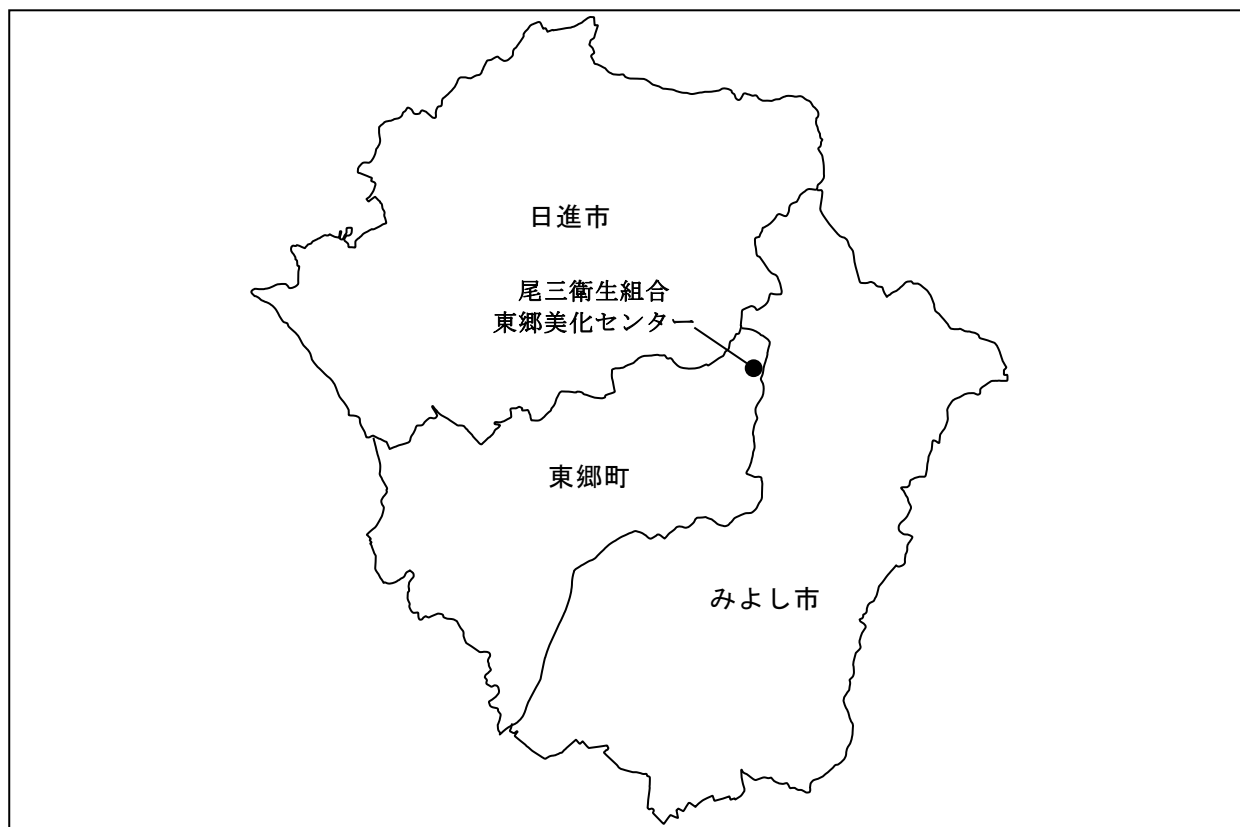 日進市
尾三衛生組合
東郷美化センター
東郷町
みよし市